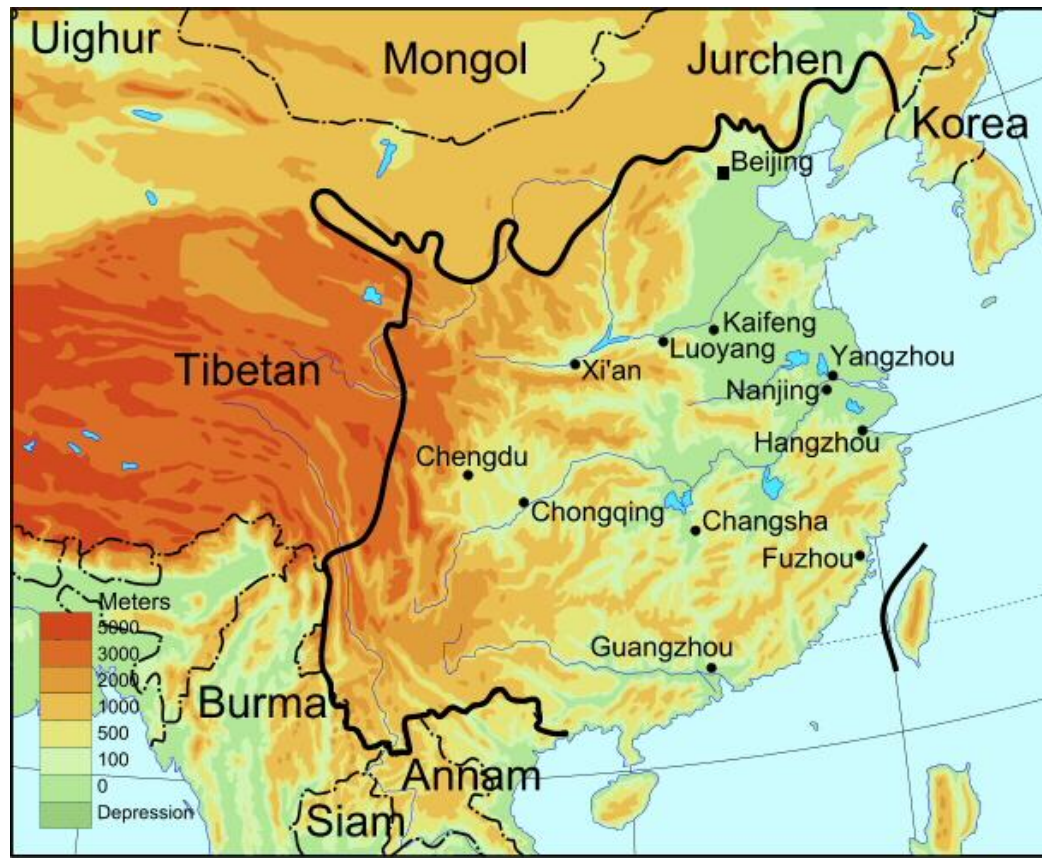 Uighur
Mongol
Jurchen
Korea
Beijing
Kaifeng
Luoyang
Xi'an
Yangzhou
Nanjing
Tibetan
Hangzhou
Chengdu
Chongqing
Changsha
Fuzhou
Guangzhou
Burma
Annam
Siam
Meters
5000
3000
2000
1000
500
100
0
Depression